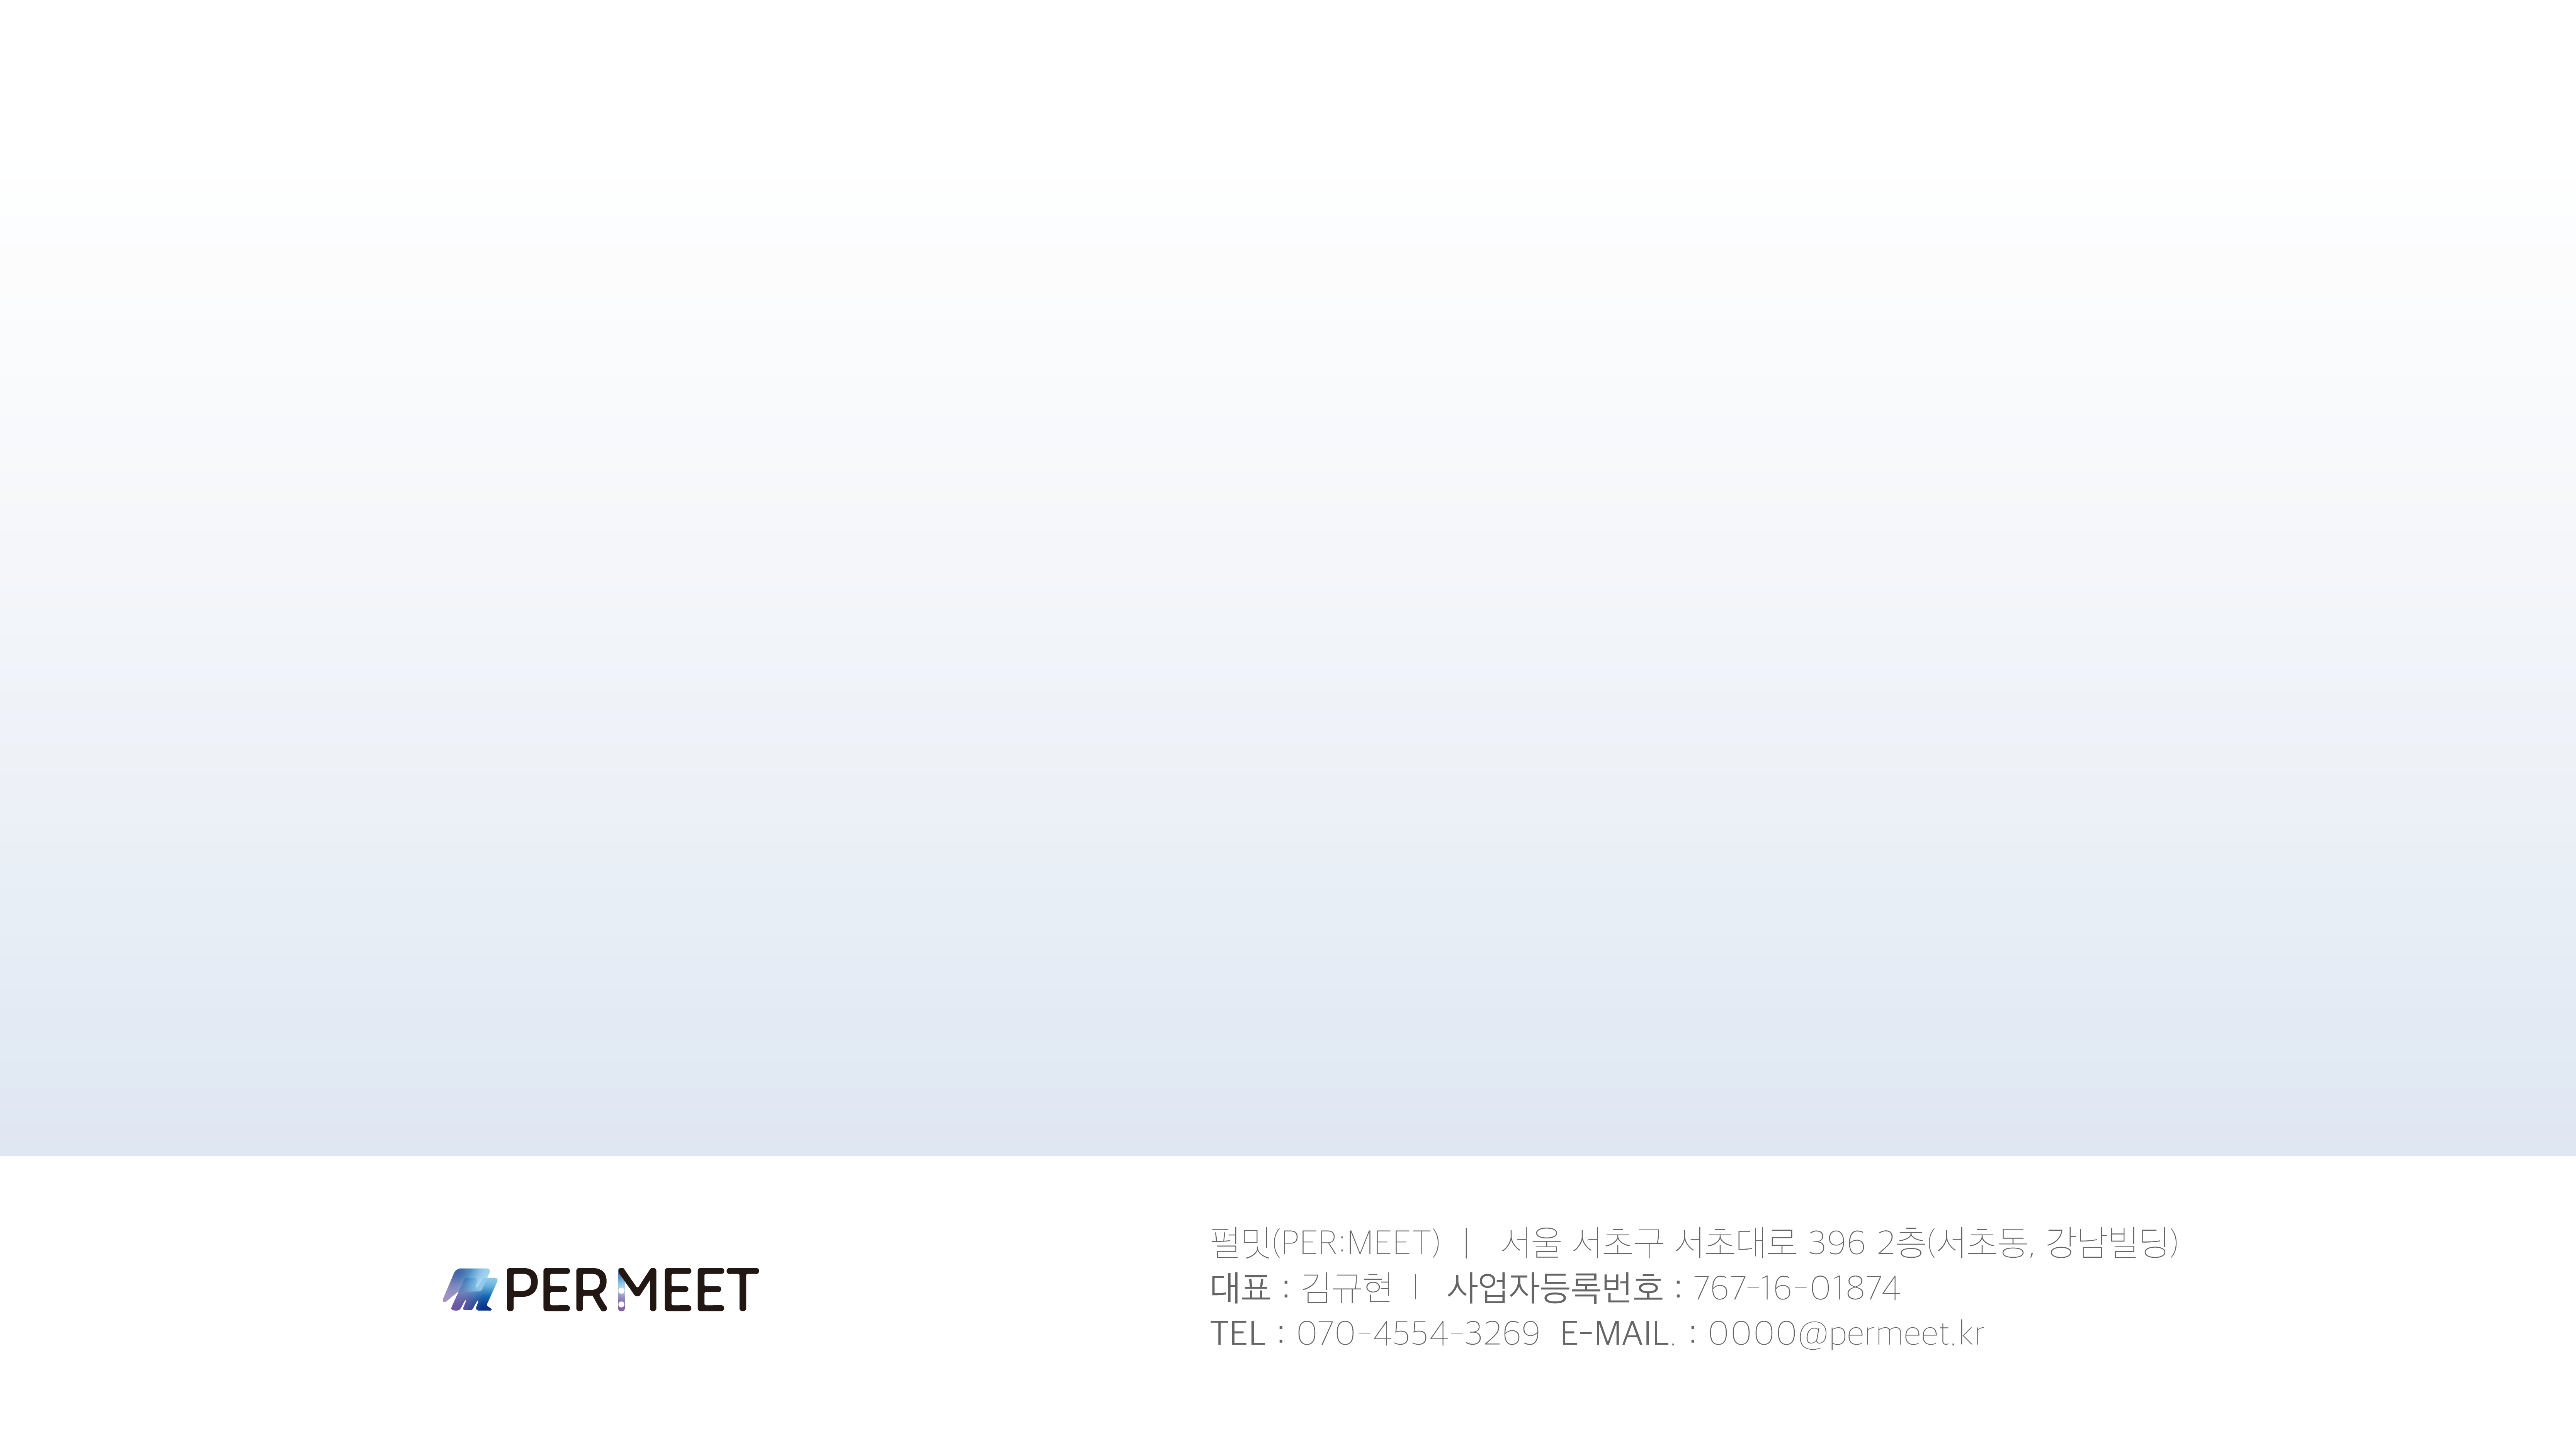 PER:MEET
펄밋(PER:MEET) | 서울 서초구 서초대로 396 2층(서초동, 강남빌딩)
대표 : 김규현 | 사업자등록번호 : 767-16-01874
TEL : 070-4554-3269 E-MAIL. : 0000@permeet.kr